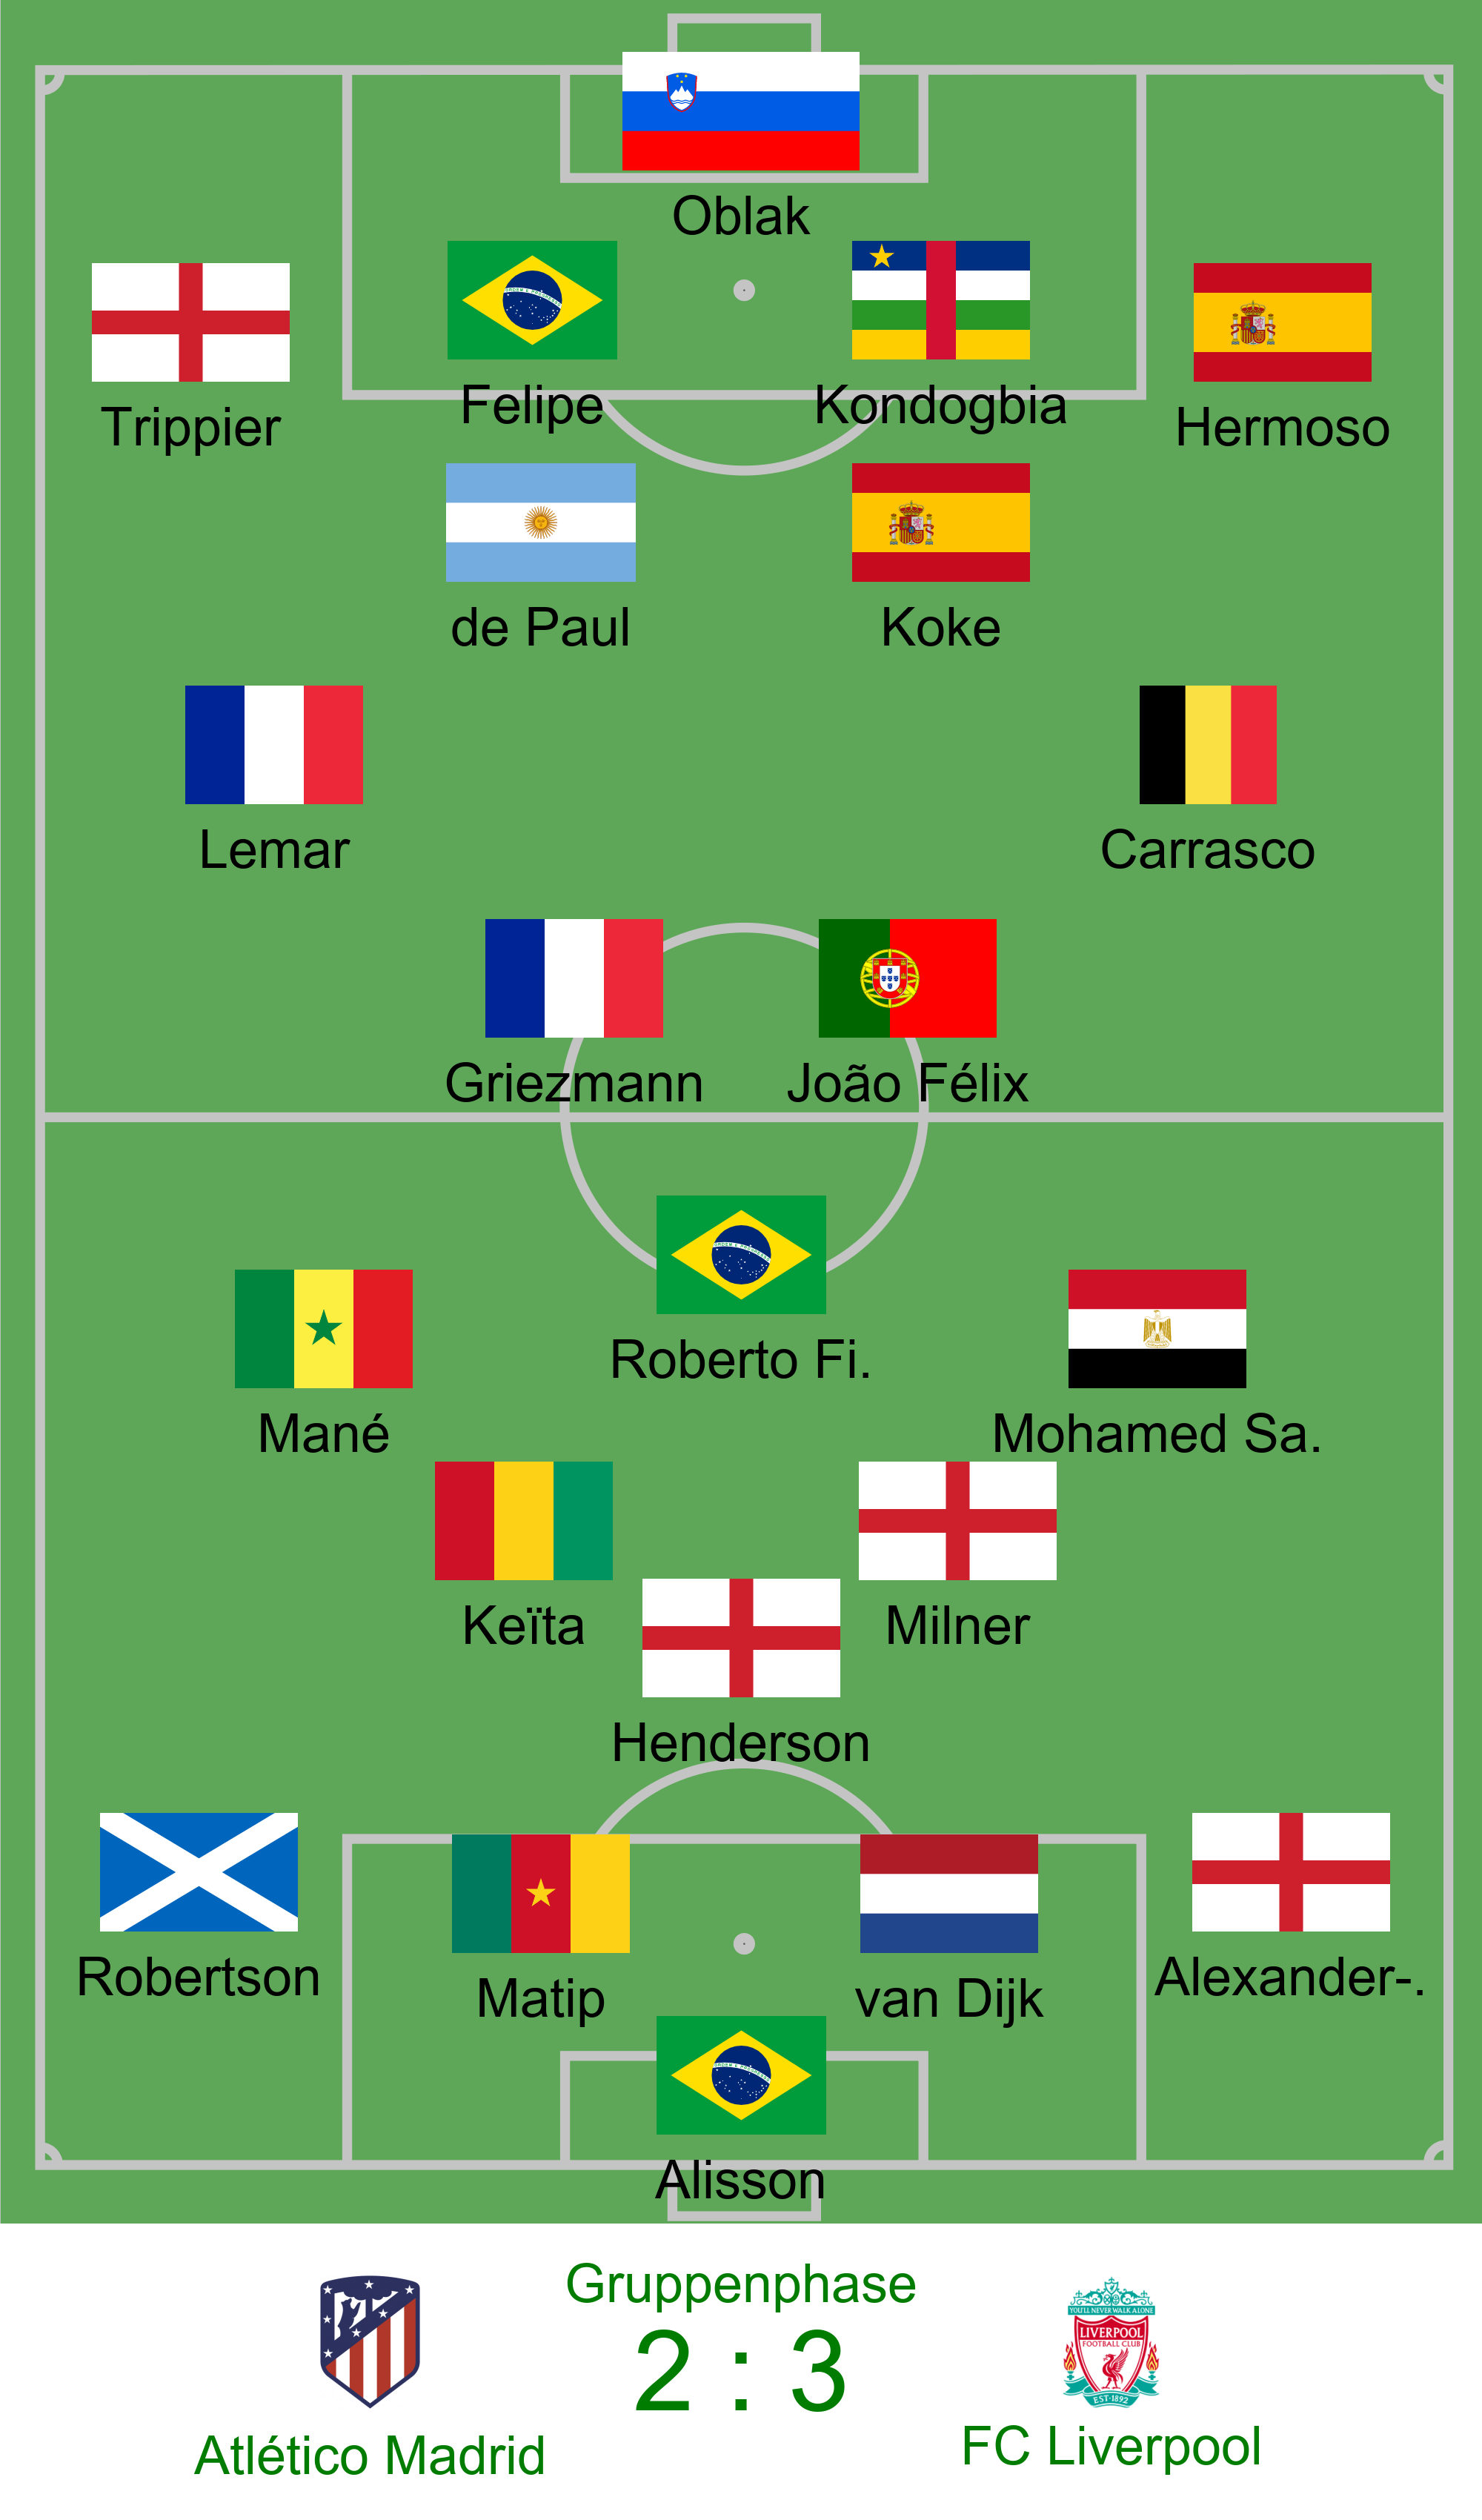 Oblak
Trippier
Felipe
Kondogbia
Hermoso
de Paul
Koke
Lemar
Carrasco
Griezmann
João Félix
Roberto Fi.
Mané
Mohamed Sa.
Keïta
Milner
Henderson
Robertson
Matip
van Dijk
Alexander-.
Alisson
Gruppenphase
2 : 3
YOU'LL NEVER WALK ALONE
LIVERPOOL
FOOTBALL CLUB
EST·1892
Atlético Madrid
FC Liverpool